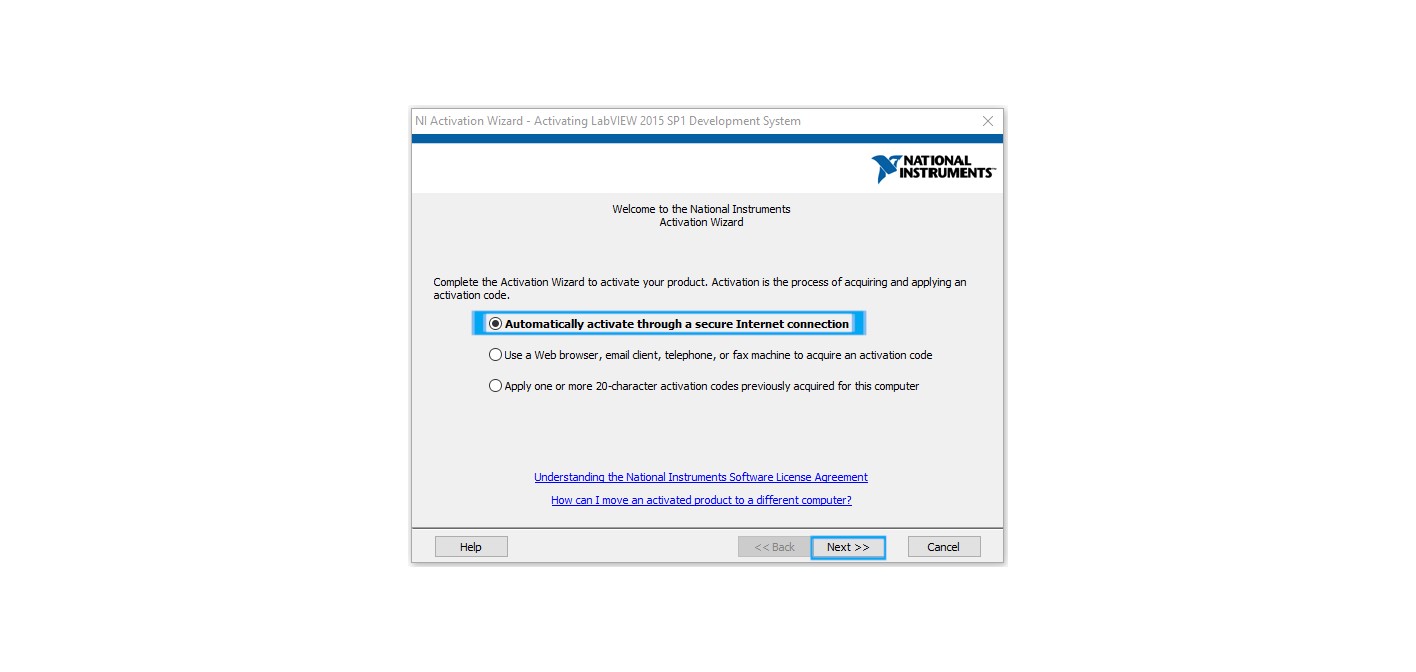 NI Activation Wizard - Activating LabVIEW 2015 SP1 Development System
NATIONAL
INSTRUMENTS™
Welcome to the National Instruments
Activation Wizard
Complete the Activation Wizard to activate your product. Activation is the process of acquiring and applying an
activation code.
Automatically activate through a secure Internet connection
Use a Web browser, email client, telephone, or fax machine to acquire an activation code
Apply one or more 20-character activation codes previously acquired for this computer
Understanding the National Instruments Software License Agreement
How can I move an activated product to a different computer?
Help << Back Next >> Cancel